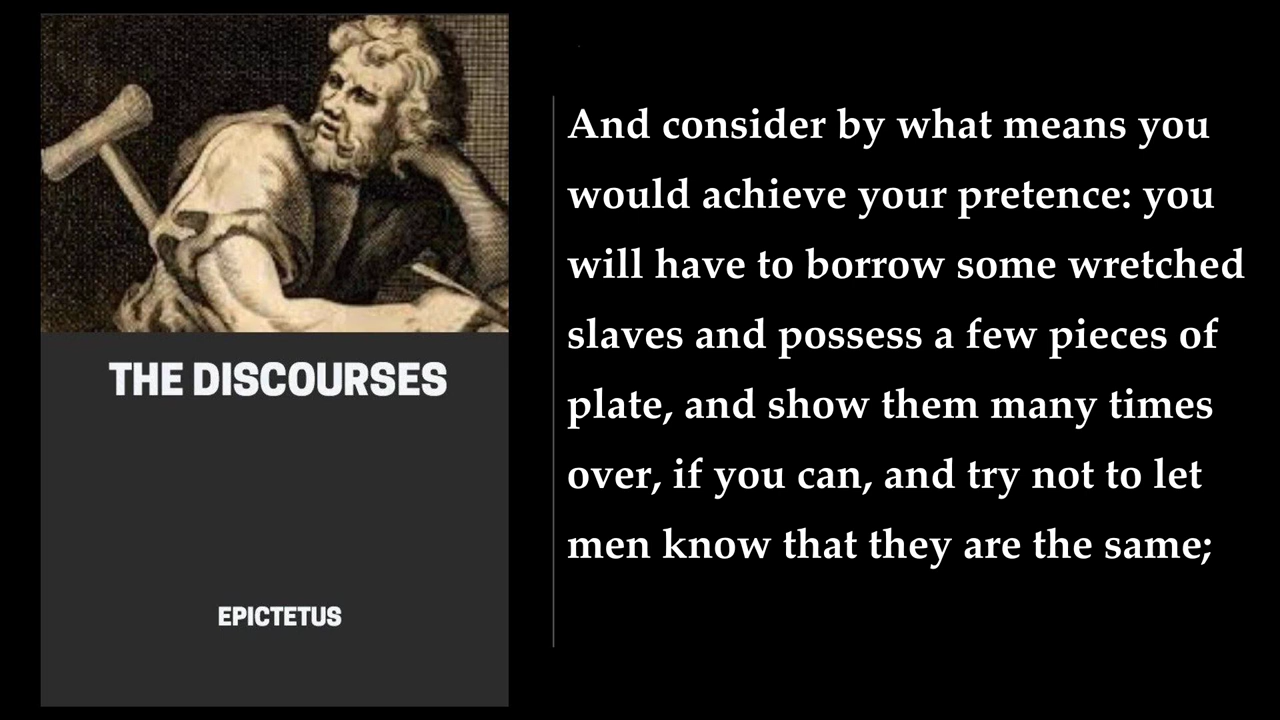 THE DISCOURSES
EPICTETUS
And consider by what means you
would achieve your pretence: you
will have to borrow some wretched
slaves and possess a few pieces of
plate, and show them many times
over, if you can, and try not to let
men know that they are the same;